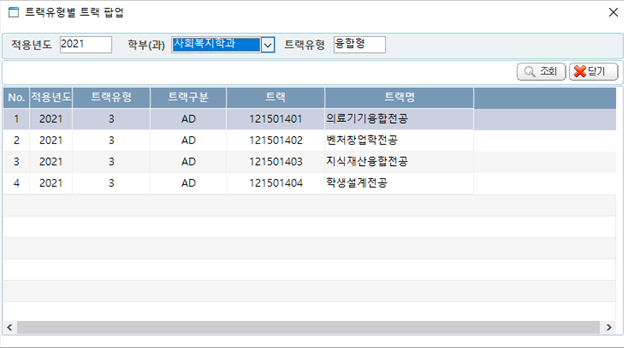 트랙유형별 트랙 팝업
적용년도 2021 학부(과) 사회복지학과 트랙유형 융합형
조회 닫기
No. 적용년도 트랙유형 트랙구분 트랙 트랙명
1 2021 3 AD 121501401 의료기기융합전공
2 2021 3 AD 121501402 벤처창업학전공
3 2021 3 AD 121501403 지식재산융합전공
4 2021 3 AD 121501404 학생설계전공